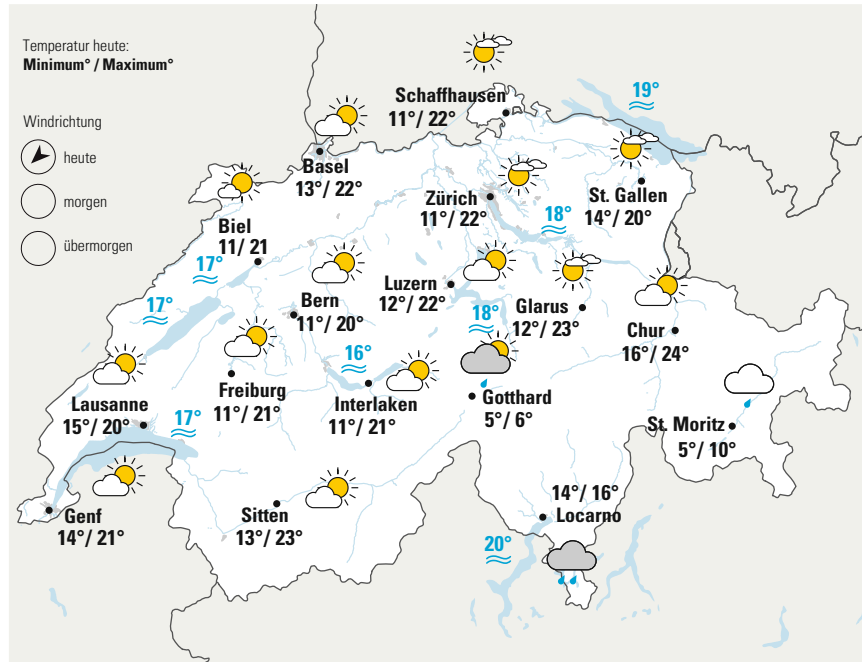 Temperatur heute:
Minimum° / Maximum°
Windrichtung
heute
morgen
übermorgen
Schaffhausen
11°/ 22°
19°
Basel
13°/ 22°
Zürich
11°/ 22°
St. Gallen
14°/ 20°
18°
Biel
11/ 21
17°
17°
Bern
11°/ 20°
Luzern
12°/ 22°
18°
Glarus
12°/ 23°
Chur
16°/ 24°
16°
Freiburg
11°/ 21°
Interlaken
11°/ 21°
Gotthard
5°/ 6°
St. Moritz
5°/ 10°
Lausanne
15°/ 20°
17°
Genf
14°/ 21°
Sitten
13°/ 23°
14°/ 16°
Locarno
20°